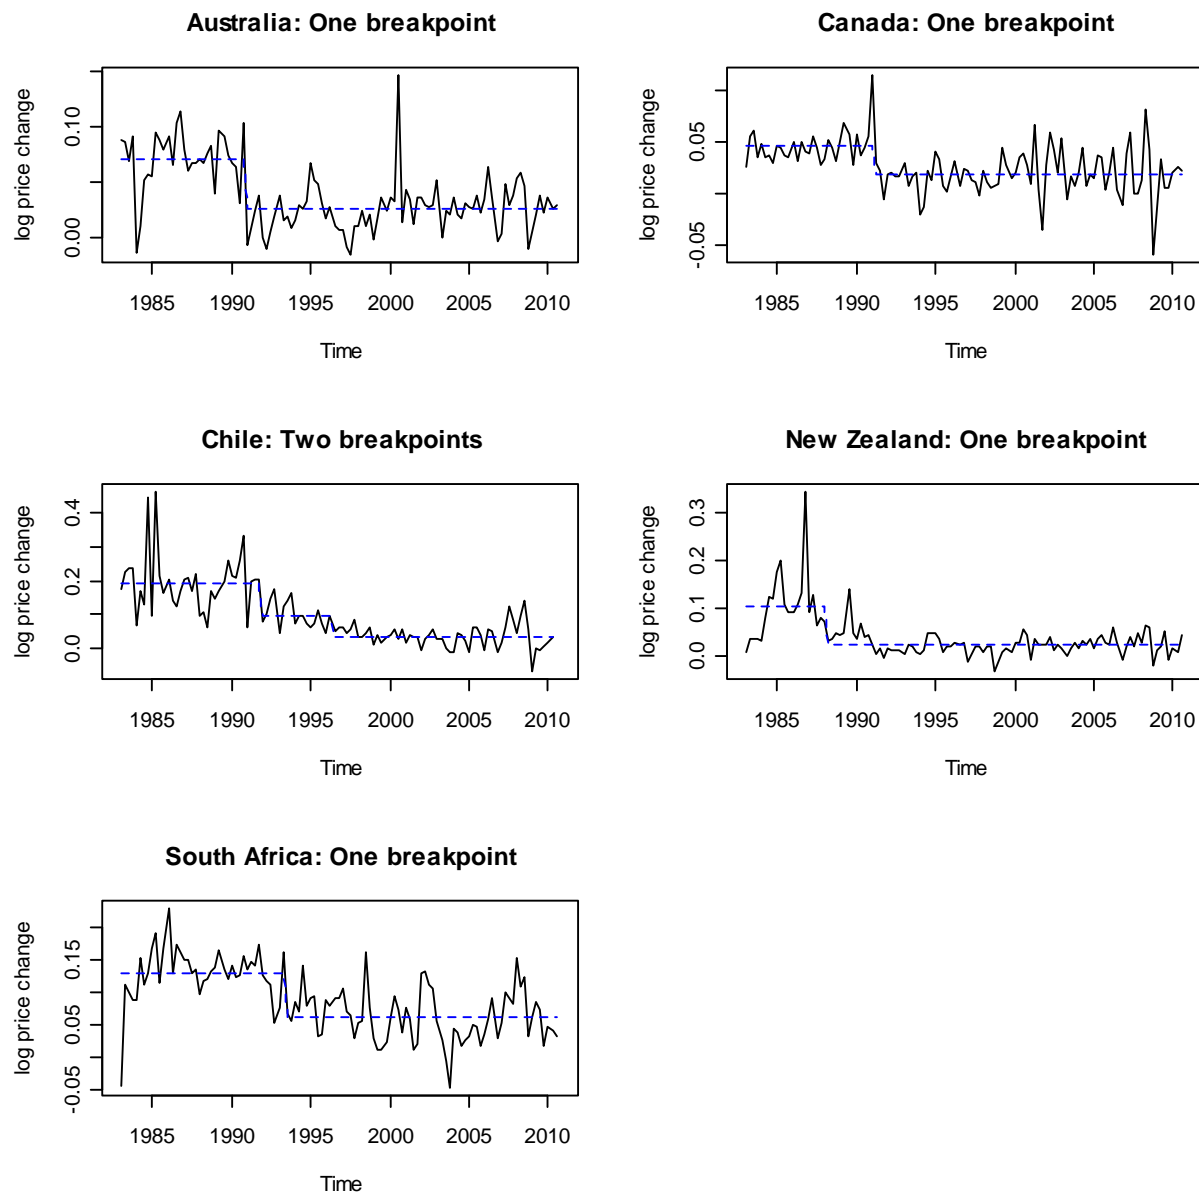 Australia: One breakpoint
log price change
0.00
0.10
1985 1990 1995 2000 2005 2010
Time
Canada: One breakpoint
log price change
-0.05
0.05
1985 1990 1995 2000 2005 2010
Time
Chile: Two breakpoints
log price change
0.0
0.2
0.4
1985 1990 1995 2000 2005 2010
Time
New Zealand: One breakpoint
log price change
0.0
0.1
0.2
0.3
1985 1990 1995 2000 2005 2010
Time
South Africa: One breakpoint
log price change
-0.05
0.05
0.15
1985 1990 1995 2000 2005 2010
Time